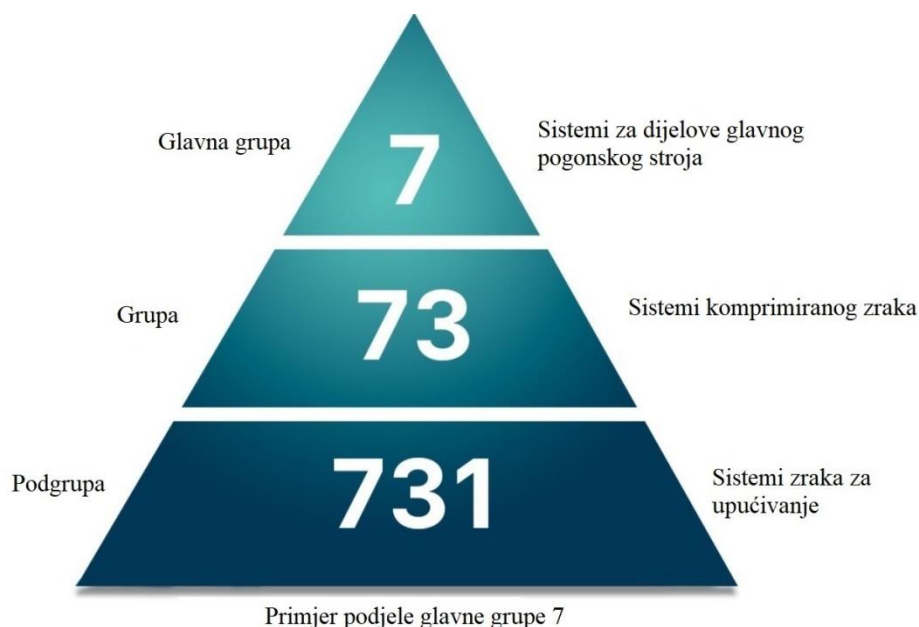 Glavna grupa
7
Sistemi za dijelove glavnog
pogonskog stroja
Grupa
73
Sistemi komprimiranog zraka
Podgrupa
731
Sistemi zraka za
upućivanje
Primjer podjele glavne grupe 7